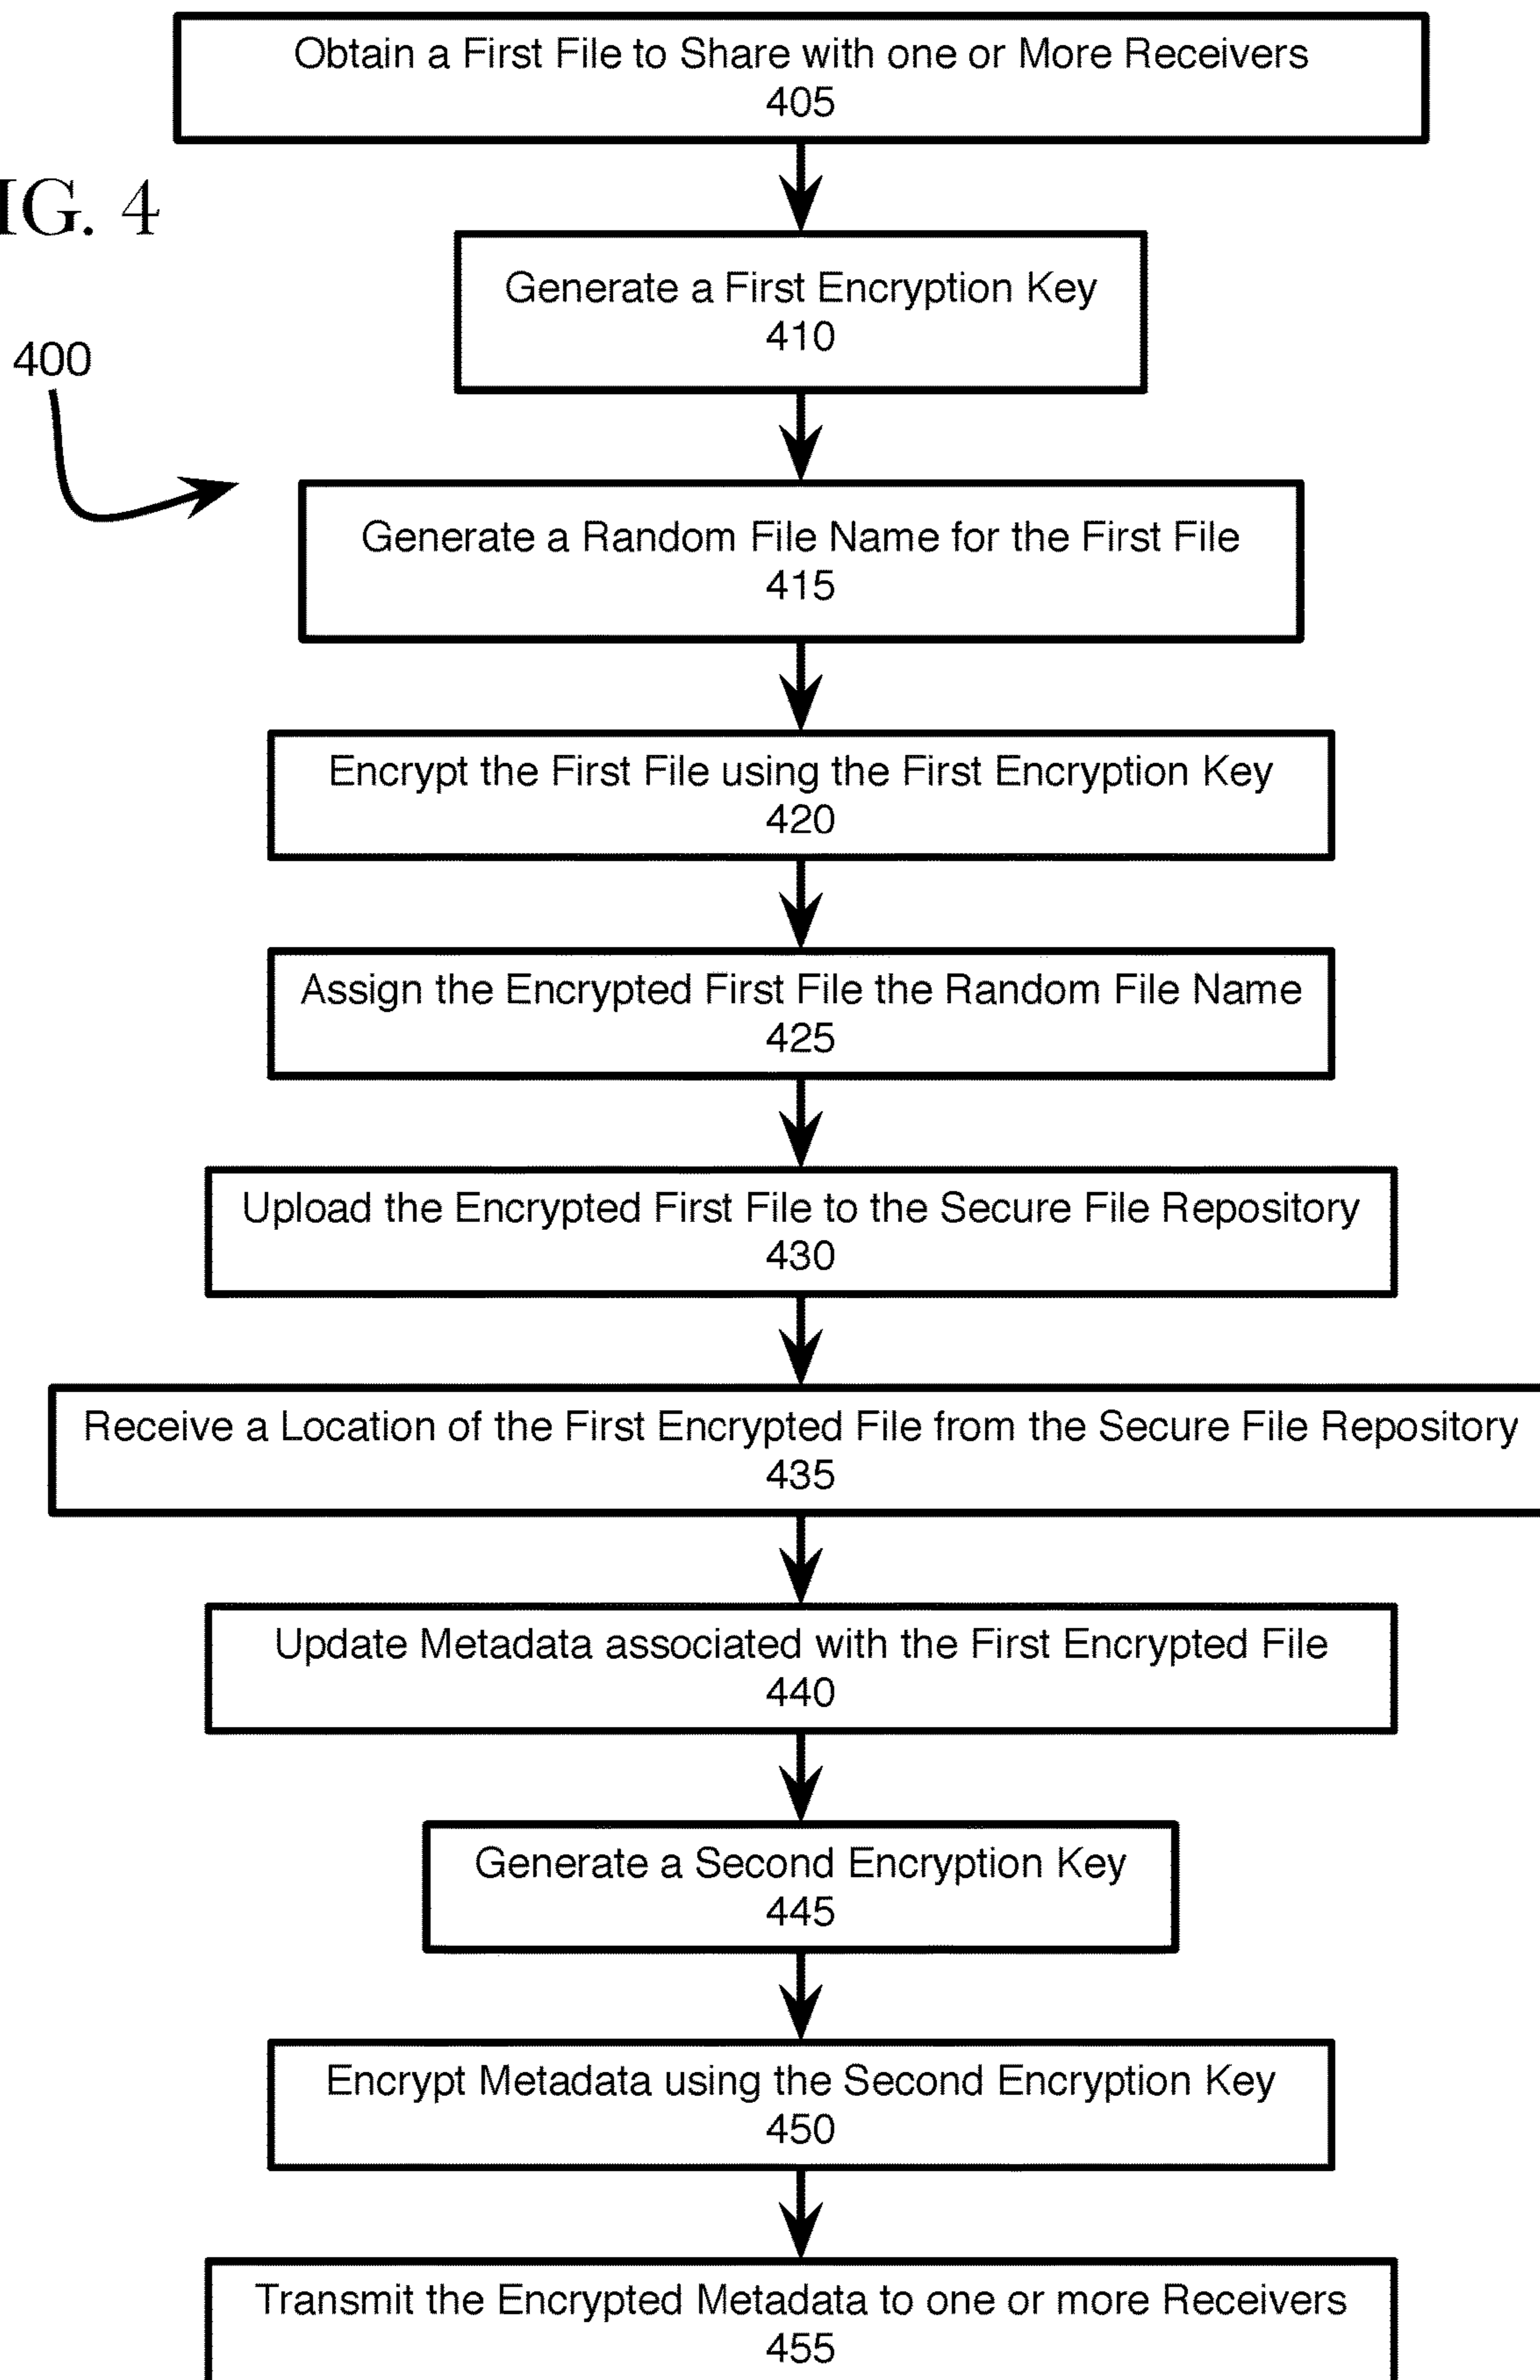 Obtain a First File to Share with one or More Receivers
405
IG. 4
Generate a First Encryption Key
410
400
Generate a Random File Name for the First File
415
Encrypt the First File using the First Encryption Key
420
Assign the Encrypted First File the Random File Name
425
Upload the Encrypted First File to the Secure File Repository
430
Receive a Location of the First Encrypted File from the Secure File Repository
435
Update Metadata associated with the First Encrypted File
440
Generate a Second Encryption Key
445
Encrypt Metadata using the Second Encryption Key
450
Transmit the Encrypted Metadata to one or more Receivers
455